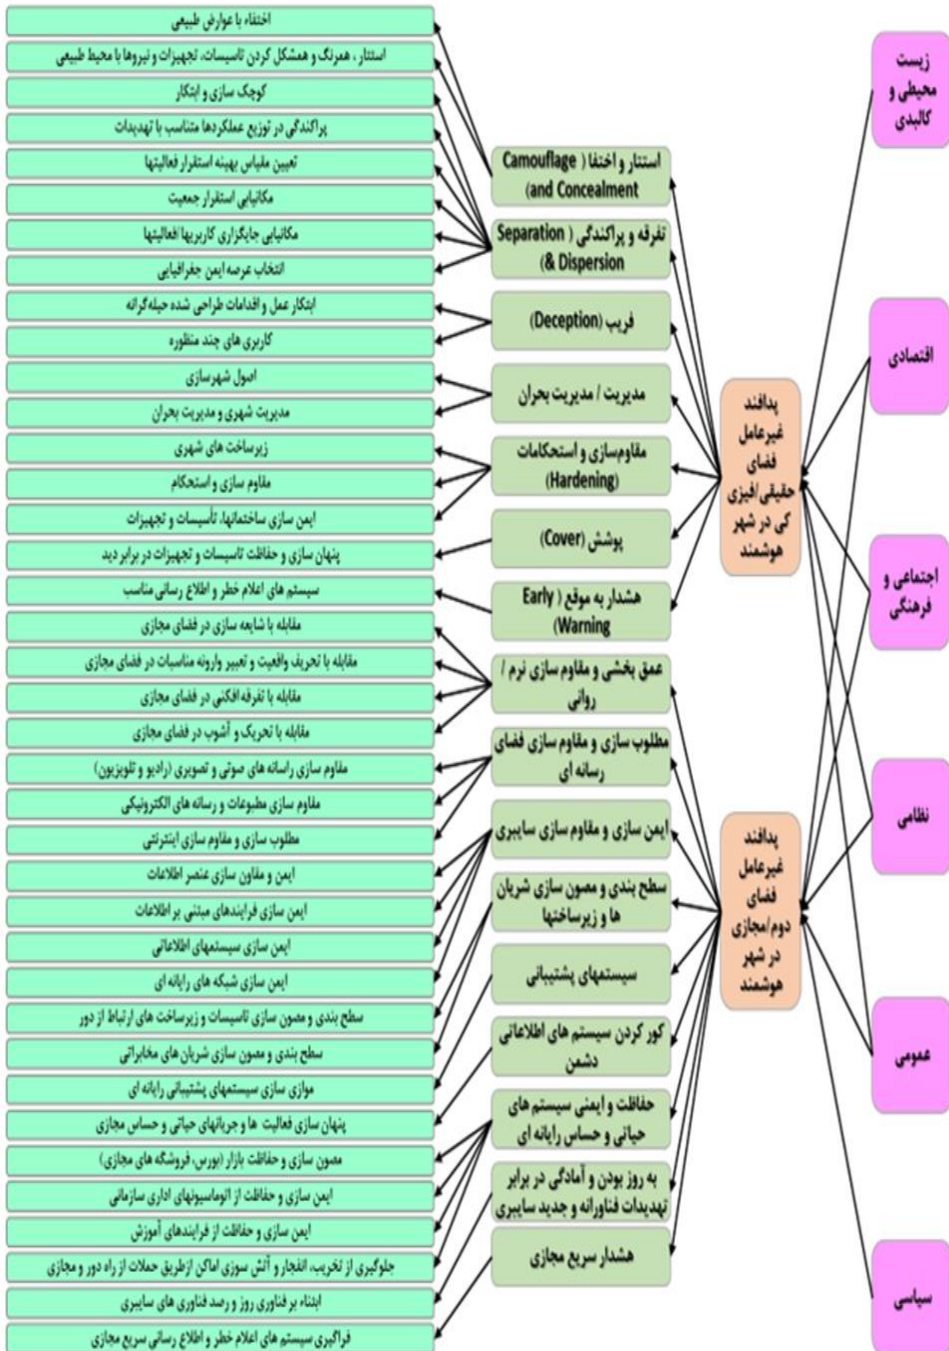 زیست
محیطی و
کالبدی
اقتصادی
اجتماعی و
فرهنگی
نظامی
عمومی
سیاسی
پدافند
غیرعامل
فضای
حقیقی/فیزی
کی در شهر
هوشمند
پدافند
غیرعامل
فضای
دوم/مجازی
در شهر
هوشمند
استتار و اختفا ( Camouflage
and Concealment)
تفرقه و پراکندگی ( Separation
& Dispersion)
فریب (Deception)
مدیریت / مدیریت بحران
مقاوم‌سازی و استحکامات
(Hardening)
پوشش (Cover)
هشدار به موقع ( Early
Warning)
عمق بخشی و مقاوم سازی نرم /
روانی
مطلوب سازی و مقاوم سازی فضای
رسانه ای
ایمن سازی و مقاوم سازی سایبری
سطح بندی و مصون سازی شریان
ها و زیرساختها
سیستمهای پشتیبانی
کور کردن سیستم های اطلاعاتی
دشمن
حفاظت و ایمنی سیستم های
حیاتی و حساس رایانه ای
به روز بودن و آمادگی در برابر
تهدیدات فناورانه و جدید سایبری
هشدار سریع مجازی
اختفاء با عوارض طبیعی
استتار ، همرنگ و همشکل کردن تاسیسات، تجهیزات و نیروها با محیط طبیعی
کوچک سازی و ابتکار
پراکندگی در توزیع عملکردها متناسب با تهدیدات
تعیین مقیاس بهینه استقرار فعالیتها
مکانیابی استقرار جمعیت
مکانیابی جایگزاری کاربریها/فعالیتها
انتخاب عرصه ایمن جغرافیایی
ابتکار عمل و اقدامات طراحی شده حیله‌گرانه
کاربری های چند منظوره
اصول شهرسازی
مدیریت شهری و مدیریت بحران
زیرساخت های شهری
مقاوم سازی و استحکام
ایمن سازی ساختمانها، تأسیسات و تجهیزات
پنهان سازی و حفاظت تاسیسات و تجهیزات در برابر دید
سیستم های اعلام خطر و اطلاع رسانی مناسب
مقابله با شایعه سازی در فضای مجازی
مقابله با تحریف واقعیت و تعبیر وارونه مناسبات در فضای مجازی
مقابله با تفرقه افکنی در فضای مجازی
مقابله با تحریک و آشوب در فضای مجازی
مقاوم سازی راسانه های صوتی و تصویری (رادیو و تلویزیون)
مقاوم سازی مطبوعات و رسانه های الکترونیکی
مطلوب سازی و مقاوم سازی اینترنتی
ایمن و مقاون سازی عنصر اطلاعات
ایمن سازی فرایندهای مبتنی بر اطلاعات
ایمن سازی سیستمهای اطلاعاتی
ایمن سازی شبکه های رایانه ای
سطح بندی و مصون سازی تاسیسات و زیرساخت های ارتباط از دور
سطح بندی و مصون سازی شریان های مخابراتی
موازی سازی سیستمهای پشتیبانی رایانه ای
پنهان سازی فعالیت ها و جریانهای حیاتی و حساس مجازی
مصون سازی و حفاظت بازار (بورس، فروشگه های مجازی)
ایمن سازی و حفاظت از اتوماسیونهای اداری سازمانی
ایمن سازی و حفاظت از فرایندهای آموزش
جلوگیری از تخریب، انفجار و آتش سوزی اماکن ازطریق حملات از راه دور و مجازی
ابتناء بر فناوری روز و رصد فناوری های سایبری
فراگیری سیستم های اعلام خطر و اطلاع رسانی سریع مجازی